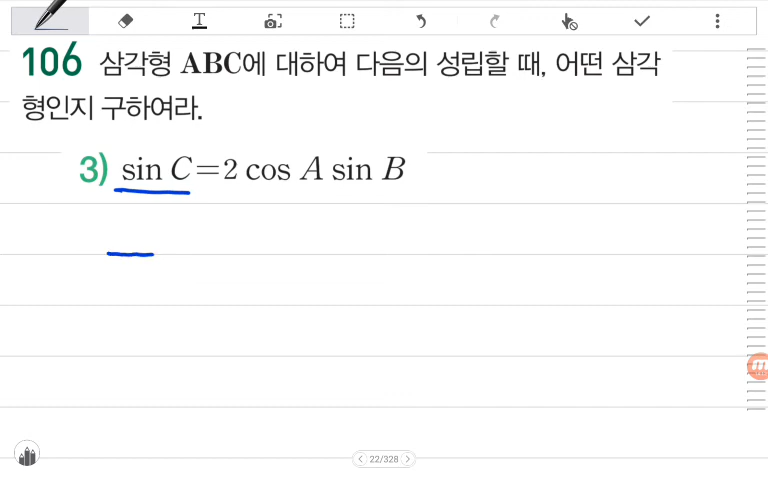 T
106 삼각형 ABC에 대하여 다음의 성립할 때, 어떤 삼각
형인지 구하여라.
3) sin C=2 cos A sin B
22/328